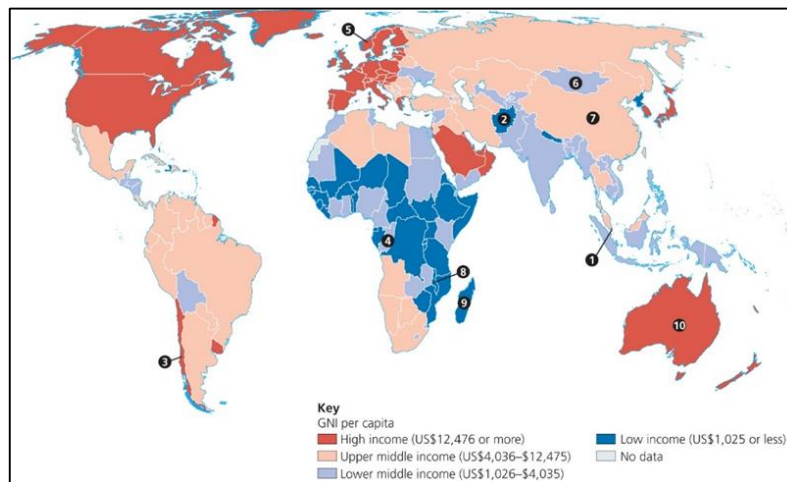 5
6
2
7
4
1
8
9
10
3
Key
GNI per capita
High income (US$12,476 or more)
Upper middle income (US$4,036–$12,475)
Lower middle income (US$1,026–$4,035)
Low income (US$1,025 or less)
No data